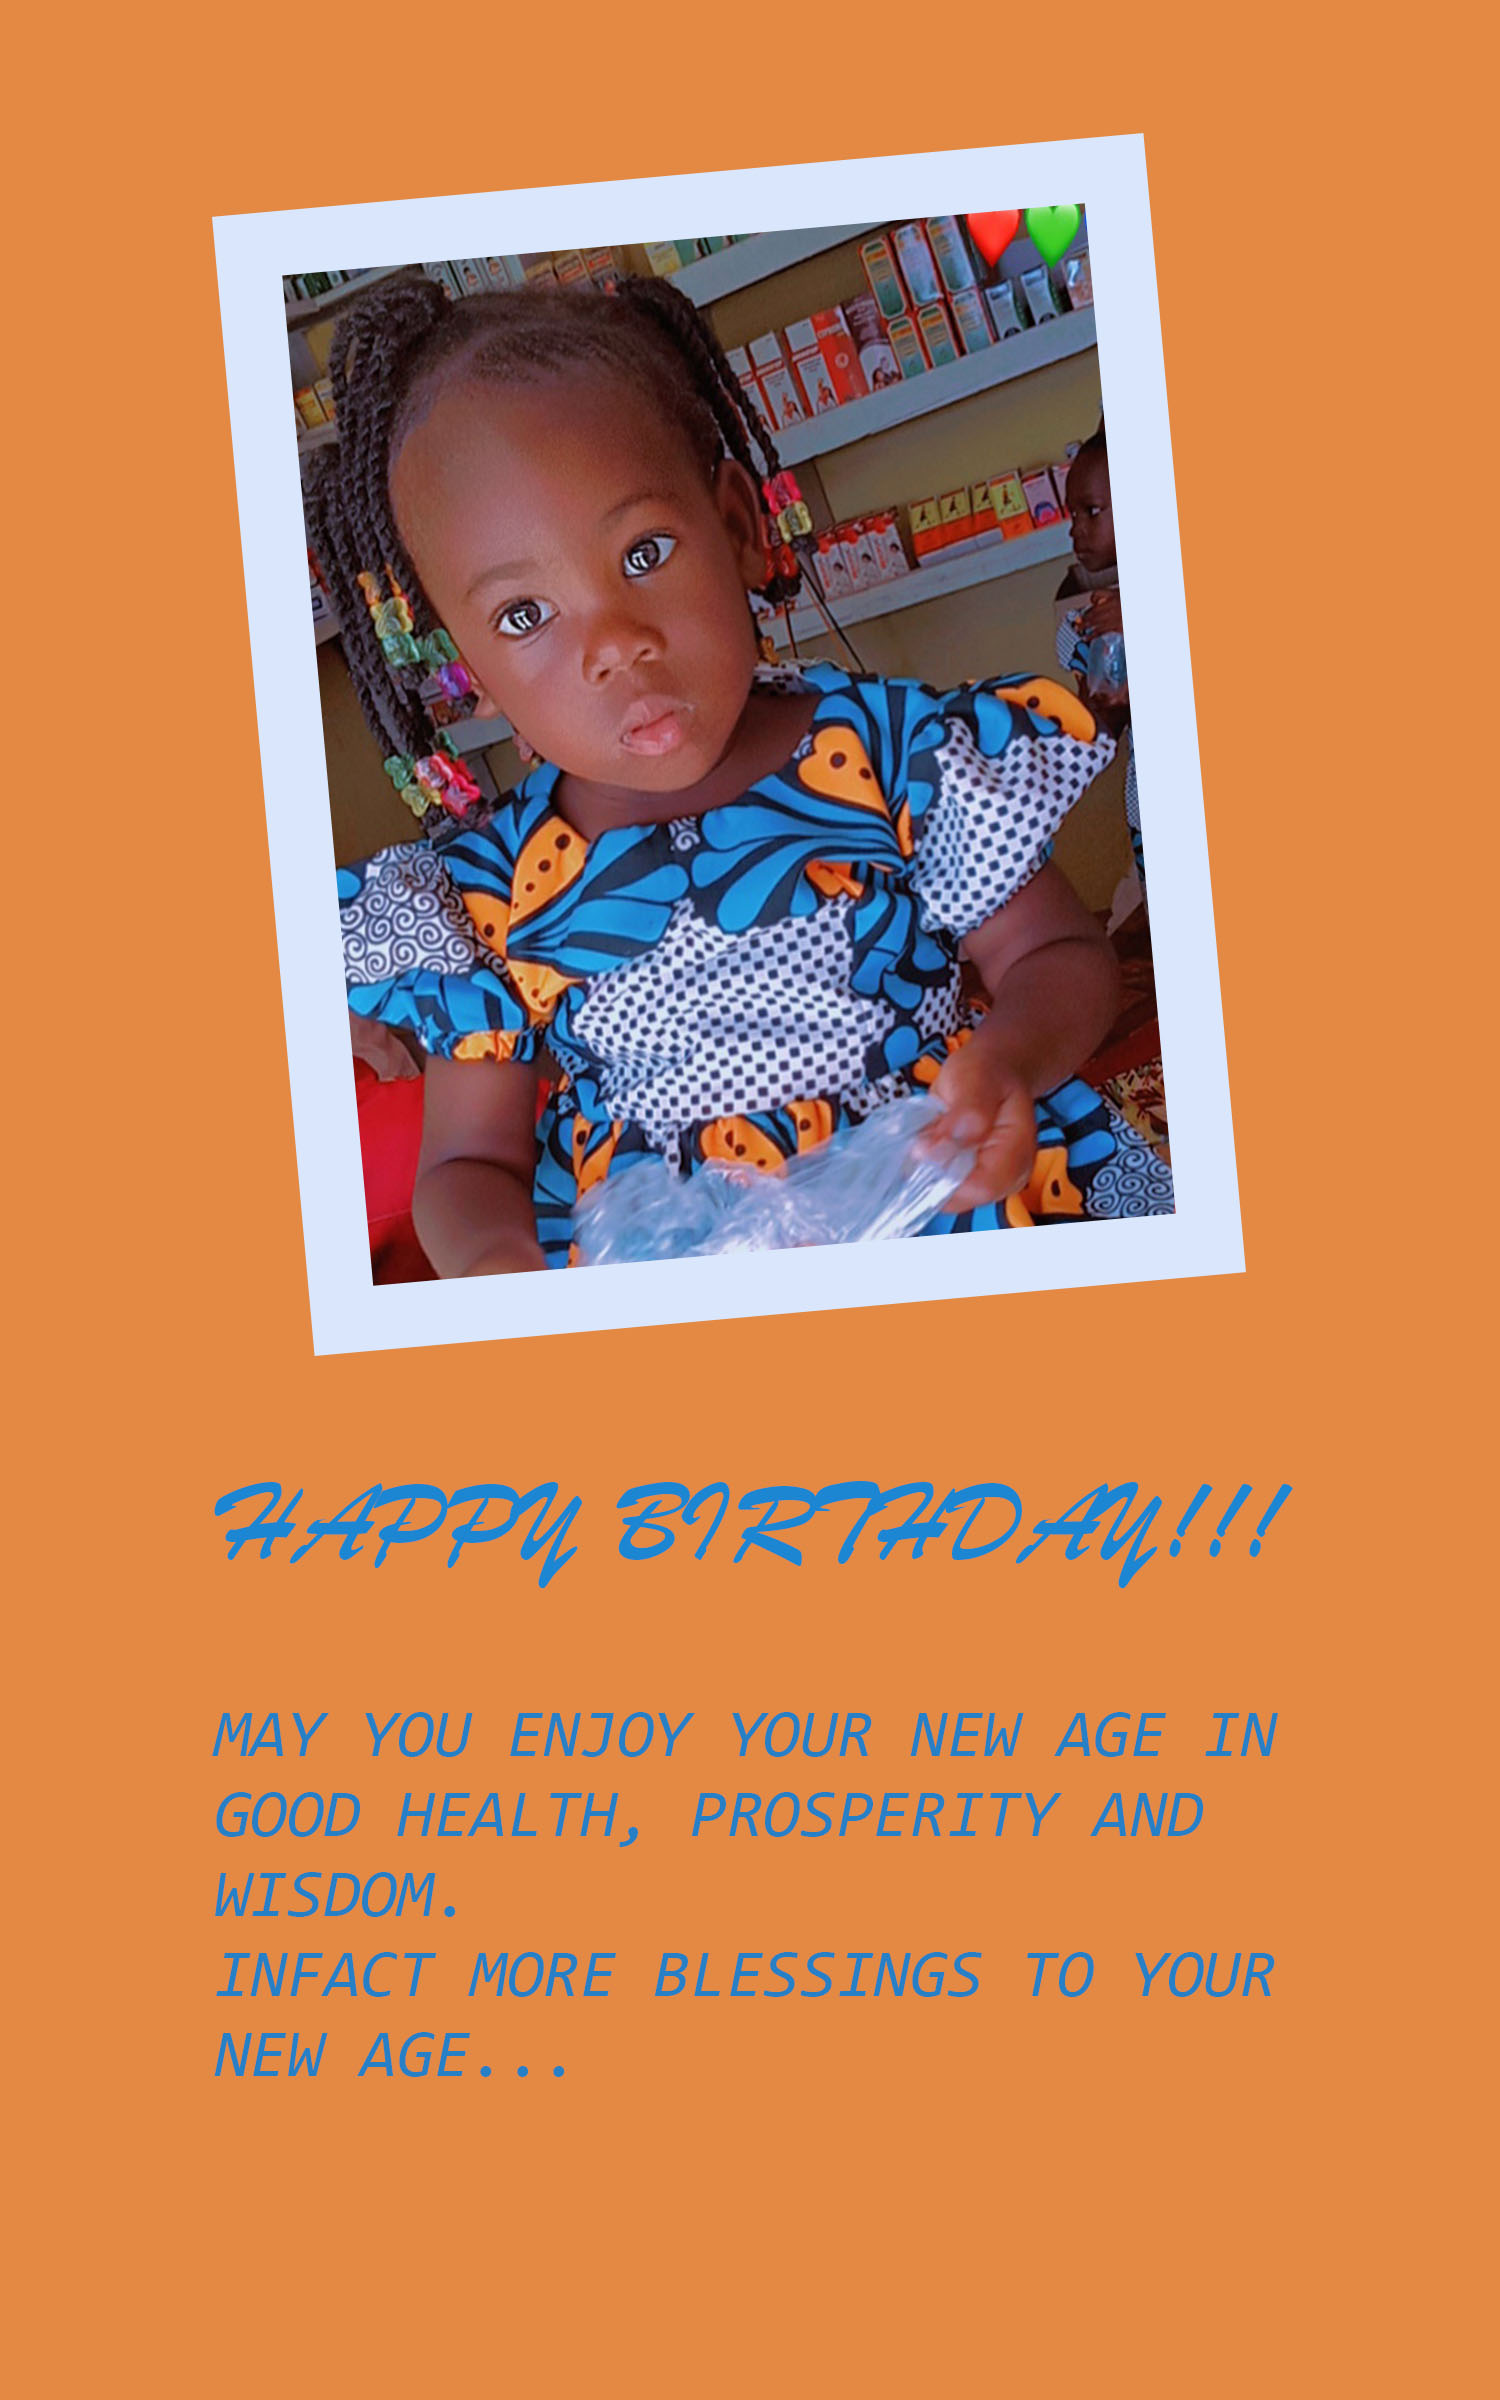 HAPPY BIRTHDAY!!!
MAY YOU ENJOY YOUR NEW AGE IN
GOOD HEALTH, PROSPERITY AND
WISDOM.
INFACT MORE BLESSINGS TO YOUR
NEW AGE...